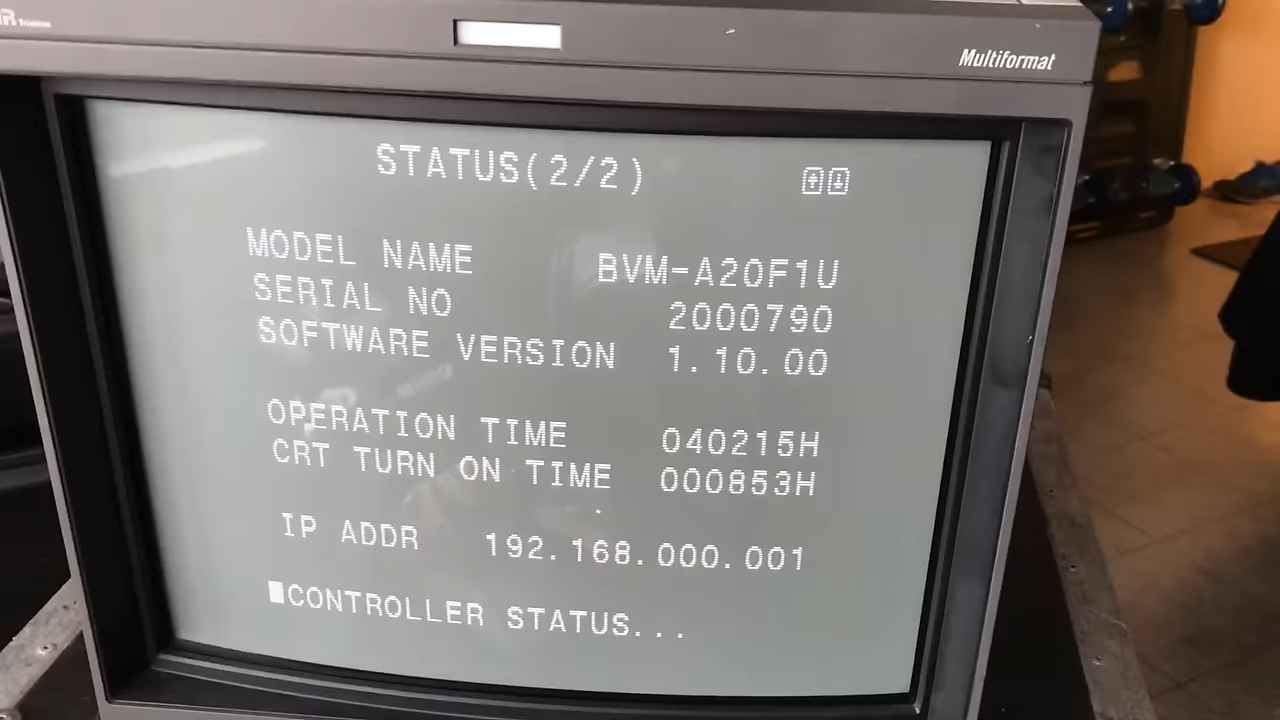 R Trinitron
Multiformat
STATUS(2/2)
MODEL NAME BVM-A20F1U
SERIAL NO 2000790
SOFTWARE VERSION 1.10.00
OPERATION TIME 040215H
CRT TURN ON TIME 000853H
IP ADDR 192.168.000.001
CONTROLLER STATUS...